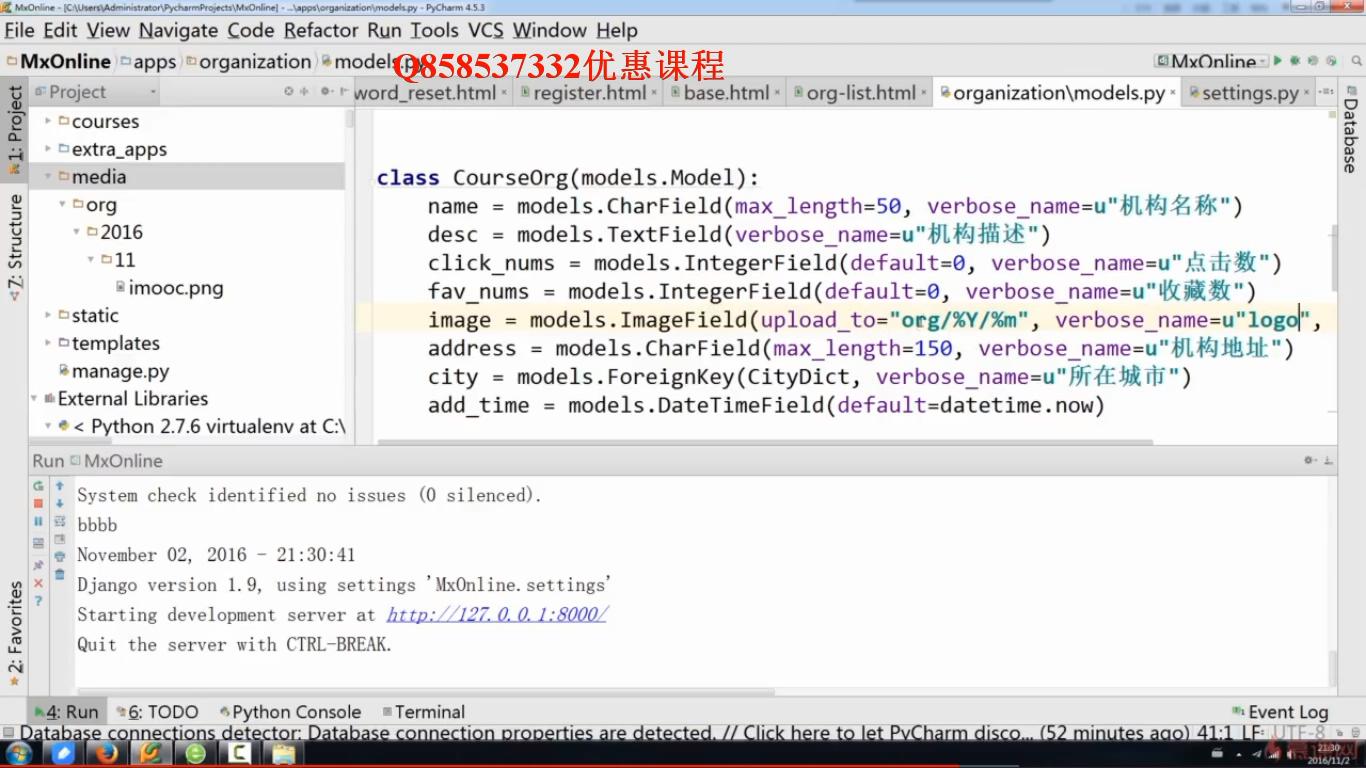 MxOnline - [C:\Users\Administrator\PycharmProjects\MxOnline] - ...\apps\organization\models.py - PyCharm 4.5.3
File Edit View Navigate Code Refactor Run Tools VCS Window Help
MxOnline apps organization models.py MxOnline
Q858537332优惠课程
Project word_reset.html register.html base.html org-list.html organization\models.py settings.py
1: Project
Z: Structure
2: Favorites
Database
courses
extra_apps
media
org
2016
11
imooc.png
static
templates
manage.py
External Libraries
< Python 2.7.6 virtualenv at C:\
class CourseOrg(models.Model):
name = models.CharField(max_length=50, verbose_name=u"机构名称")
desc = models.TextField(verbose_name=u"机构描述")
click_nums = models.IntegerField(default=0, verbose_name=u"点击数")
fav_nums = models.IntegerField(default=0, verbose_name=u"收藏数")
image = models.ImageField(upload_to="org/%Y/%m", verbose_name=u"logo",
address = models.CharField(max_length=150, verbose_name=u"机构地址")
city = models.ForeignKey(CityDict, verbose_name=u"所在城市")
add_time = models.DateTimeField(default=datetime.now)
Run MxOnline
System check identified no issues (0 silenced).
bbbb
November 02, 2016 - 21:30:41
Django version 1.9, using settings 'MxOnline.settings'
Starting development server at http://127.0.0.1:8000/
Quit the server with CTRL-BREAK.
4: Run 6: TODO Python Console Terminal Event Log
Database connections detector: Database connection properties are detected. // Click here to let PyCharm disco... (52 minutes ago) 41:1 LF: UTF-8
21:30
2016/11/2